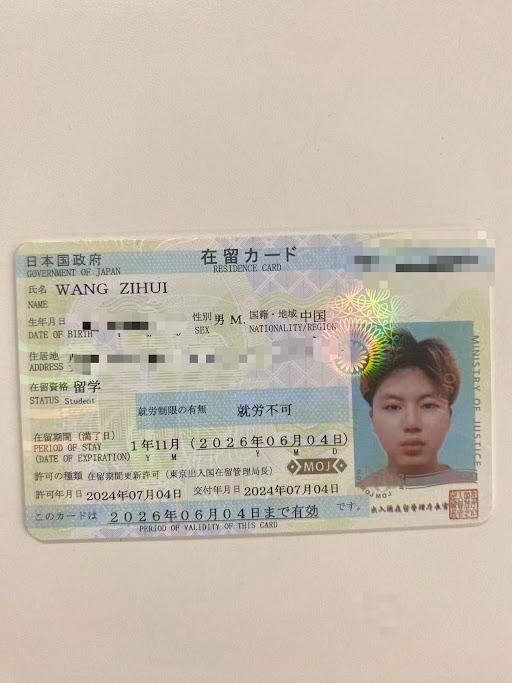 日本国政府 在留カード
GOVERNMENT OF JAPAN RESIDENCE CARD
氏名 WANG ZIHUI
NAME
生年月日 性別 男 M. 国籍・地域 中国
DATE OF BIRTH Y M D SEX NATIONALITY/REGION
住居地
ADDRESS
在留資格 留学
STATUS Student
就労制限の有無 就労不可
在留期間(満了日)
PERIOD OF STAY
(DATE OF EXPIRATION)
1年11月(2026年06月04日)
Y M Y M D
MOJ
許可の種類 在留期間更新許可(東京出入国在留管理局長)
許可年月日 2024年07月04日 交付年月日 2024年07月04日
このカードは 2026年06月04日まで有効 です。
PERIOD OF VALIDITY OF THIS CARD
MINISTRY OF JUSTICE
MOJMOJ
出入国在留管理庁長官